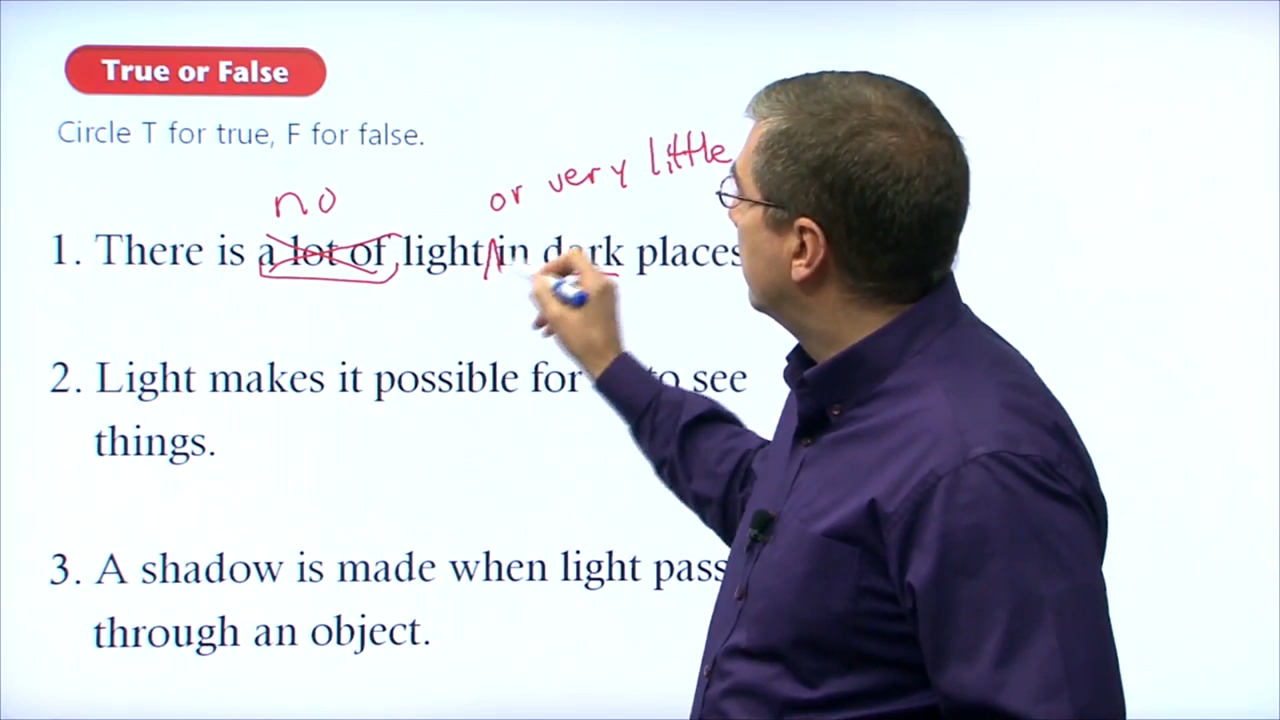 True or False
Circle T for true, F for false.
no
or very little
1. There is a lot of light in dark places
2. Light makes it possible for to see
things.
3. A shadow is made when light pass
through an object.